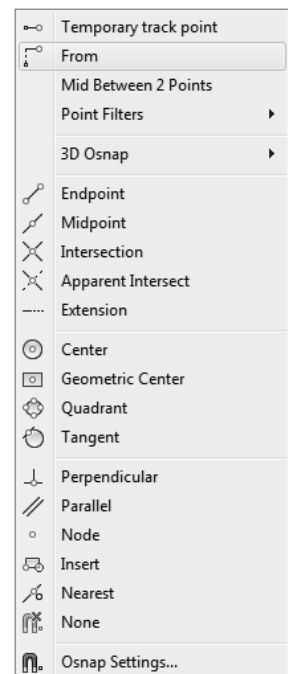 Temporary track point
From
Mid Between 2 Points
Point Filters
3D Osnap
Endpoint
Midpoint
Intersection
Apparent Intersect
Extension
Center
Geometric Center
Quadrant
Tangent
Perpendicular
Parallel
Node
Insert
Nearest
None
Osnap Settings...